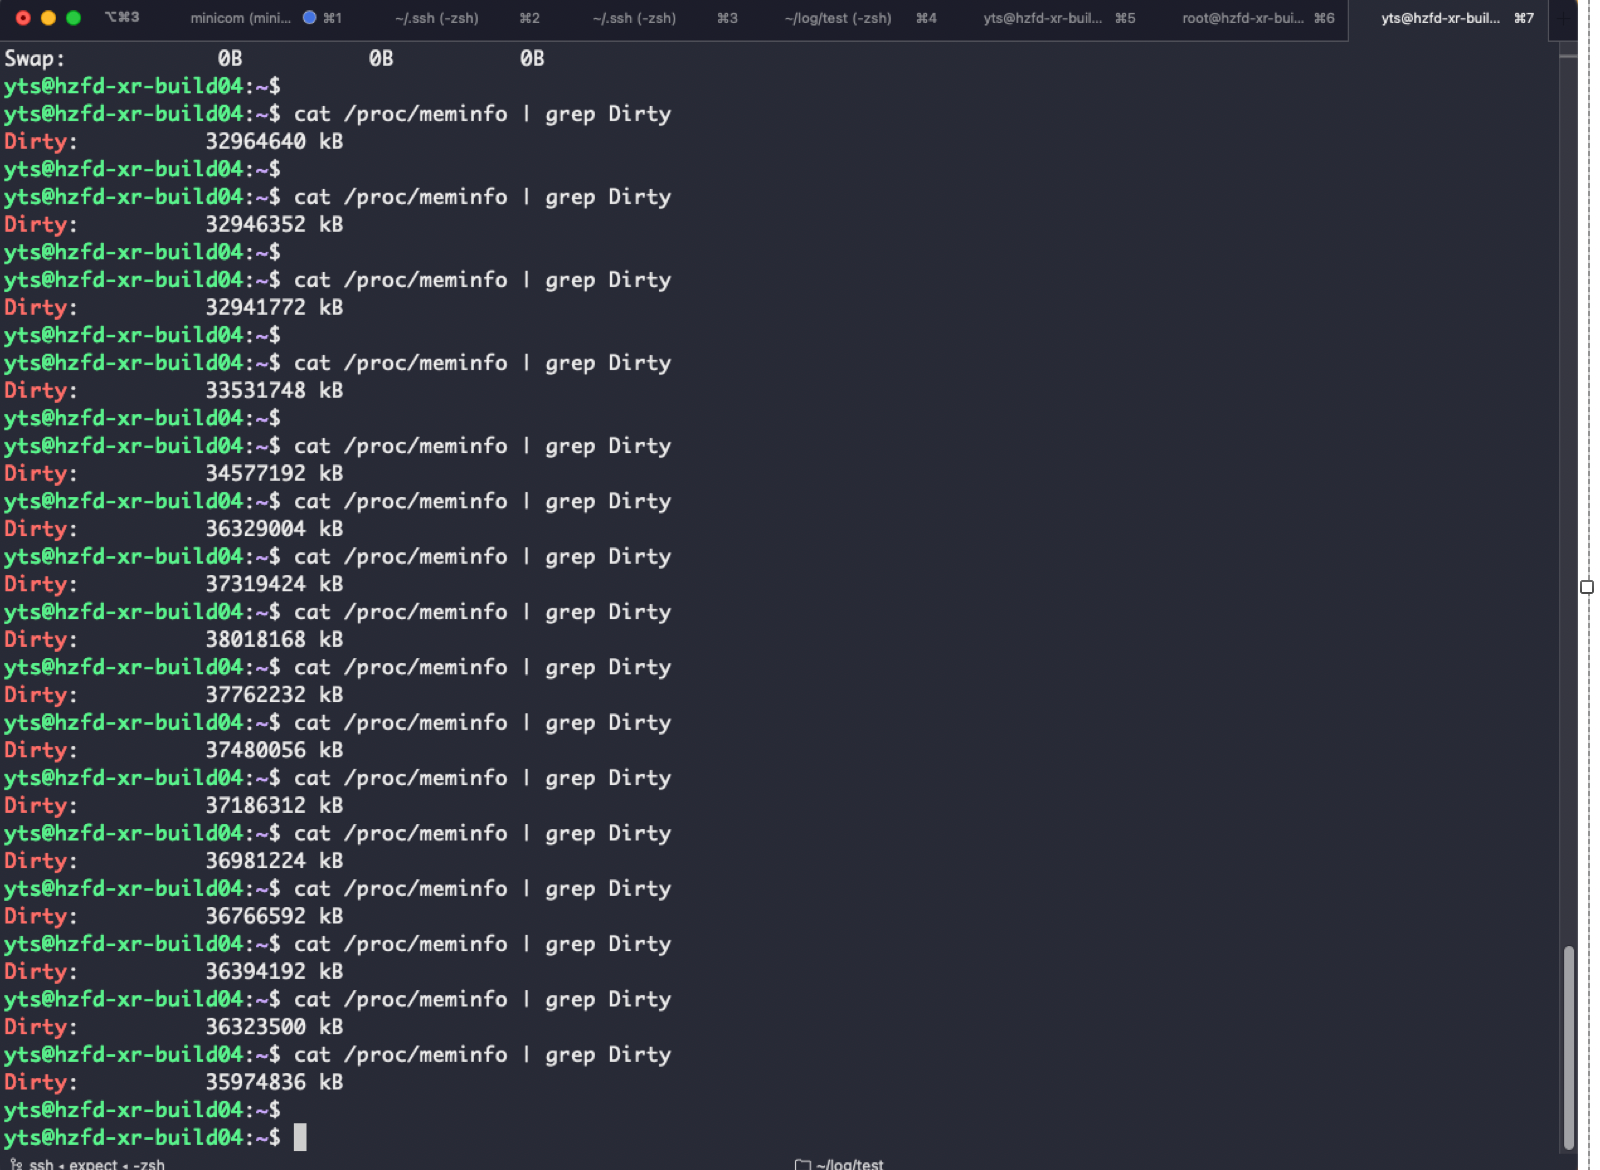 ⌥⌘3 minicom (mini... ⌘1 ~/.ssh (-zsh) ⌘2 ~/.ssh (-zsh) ⌘3 ~/log/test (-zsh) ⌘4 yts@hzfd-xr-buil... ⌘5 root@hzfd-xr-bui... ⌘6 yts@hzfd-xr-buil... ⌘7
Swap: 0B 0B 0B
yts@hzfd-xr-build04:~$
yts@hzfd-xr-build04:~$ cat /proc/meminfo | grep Dirty
Dirty: 32964640 kB
yts@hzfd-xr-build04:~$
yts@hzfd-xr-build04:~$ cat /proc/meminfo | grep Dirty
Dirty: 32946352 kB
yts@hzfd-xr-build04:~$
yts@hzfd-xr-build04:~$ cat /proc/meminfo | grep Dirty
Dirty: 32941772 kB
yts@hzfd-xr-build04:~$
yts@hzfd-xr-build04:~$ cat /proc/meminfo | grep Dirty
Dirty: 33531748 kB
yts@hzfd-xr-build04:~$
yts@hzfd-xr-build04:~$ cat /proc/meminfo | grep Dirty
Dirty: 34577192 kB
yts@hzfd-xr-build04:~$ cat /proc/meminfo | grep Dirty
Dirty: 36329004 kB
yts@hzfd-xr-build04:~$ cat /proc/meminfo | grep Dirty
Dirty: 37319424 kB
yts@hzfd-xr-build04:~$ cat /proc/meminfo | grep Dirty
Dirty: 38018168 kB
yts@hzfd-xr-build04:~$ cat /proc/meminfo | grep Dirty
Dirty: 37762232 kB
yts@hzfd-xr-build04:~$ cat /proc/meminfo | grep Dirty
Dirty: 37480056 kB
yts@hzfd-xr-build04:~$ cat /proc/meminfo | grep Dirty
Dirty: 37186312 kB
yts@hzfd-xr-build04:~$ cat /proc/meminfo | grep Dirty
Dirty: 36981224 kB
yts@hzfd-xr-build04:~$ cat /proc/meminfo | grep Dirty
Dirty: 36766592 kB
yts@hzfd-xr-build04:~$ cat /proc/meminfo | grep Dirty
Dirty: 36394192 kB
yts@hzfd-xr-build04:~$ cat /proc/meminfo | grep Dirty
Dirty: 36323500 kB
yts@hzfd-xr-build04:~$ cat /proc/meminfo | grep Dirty
Dirty: 35974836 kB
yts@hzfd-xr-build04:~$
yts@hzfd-xr-build04:~$
ssh ◂ expect ◂ -zsh ~/log/test